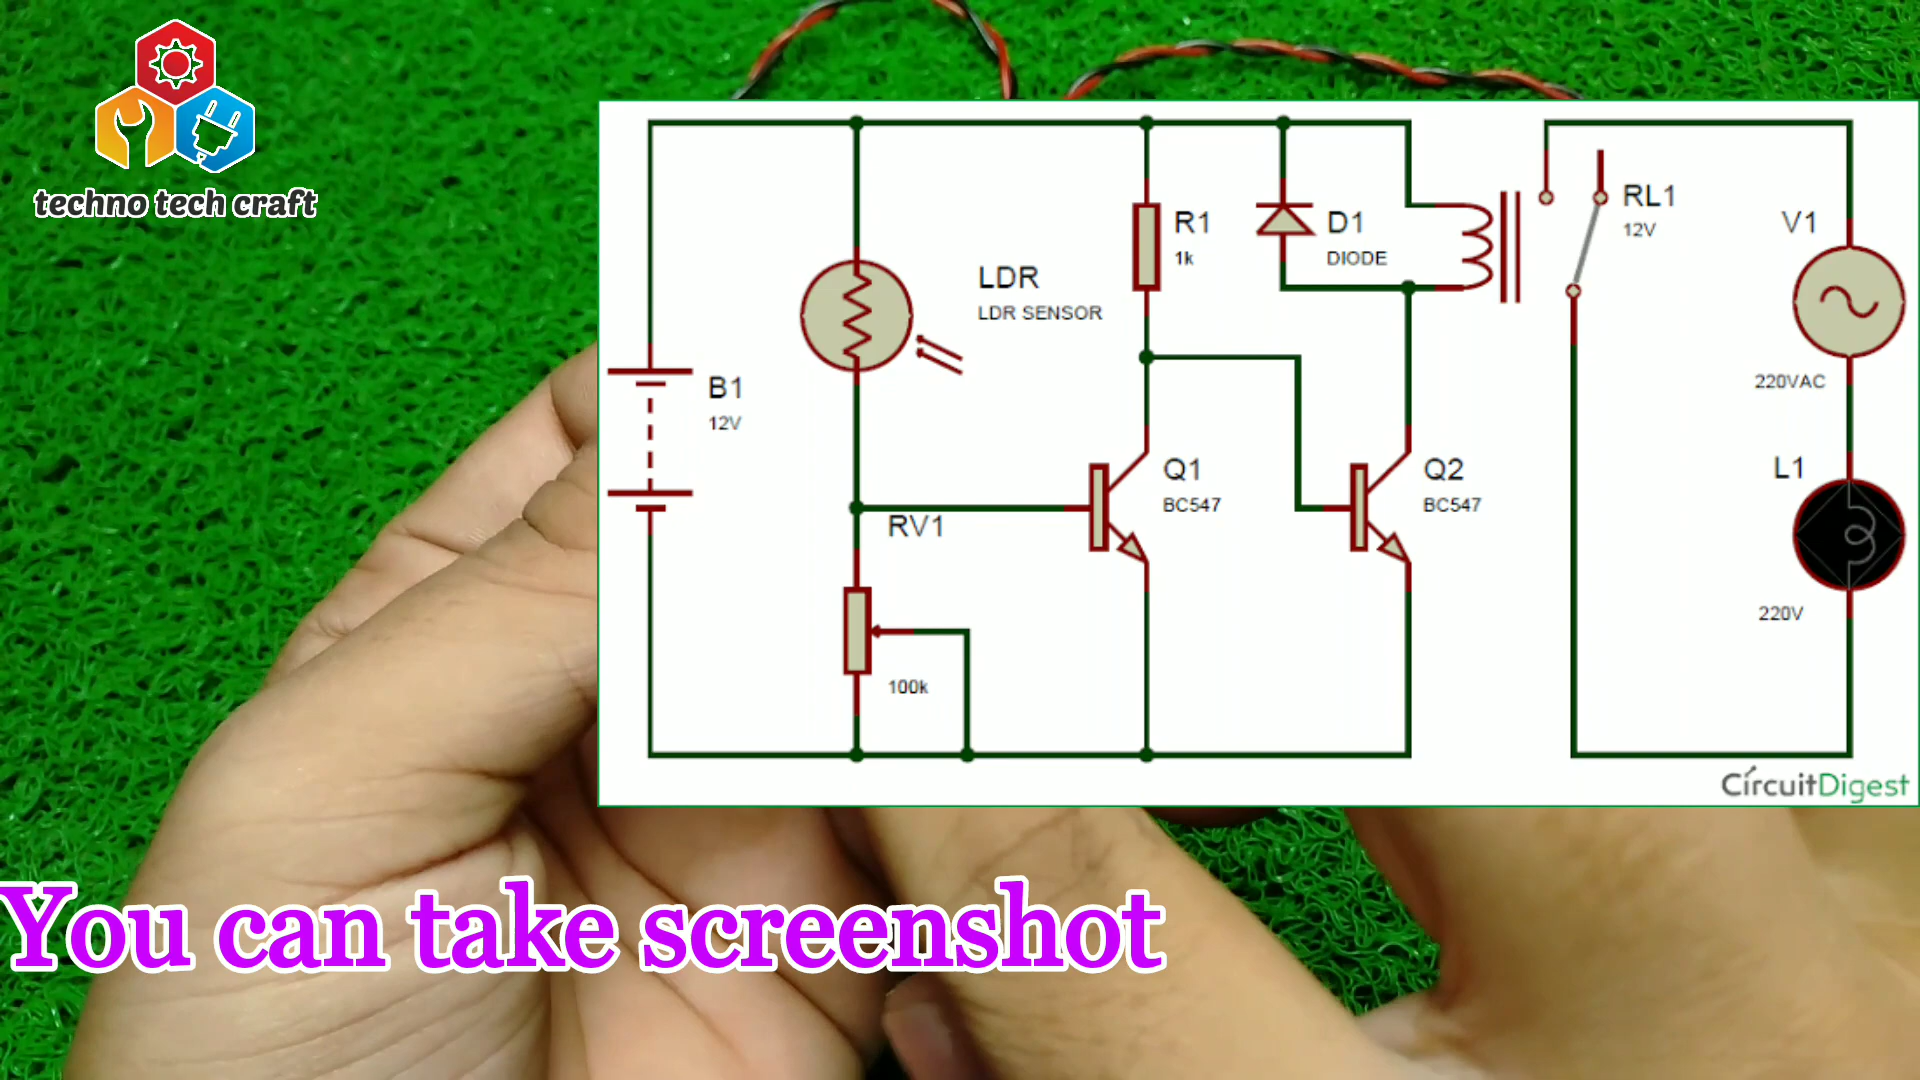 techno tech craft
LDR
LDR SENSOR
R1
1k
D1
DIODE
RL1
12V
V1
220VAC
B1
12V
Q1
BC547
Q2
BC547
L1
220V
RV1
100k
CircuitDigest
You can take screenshot